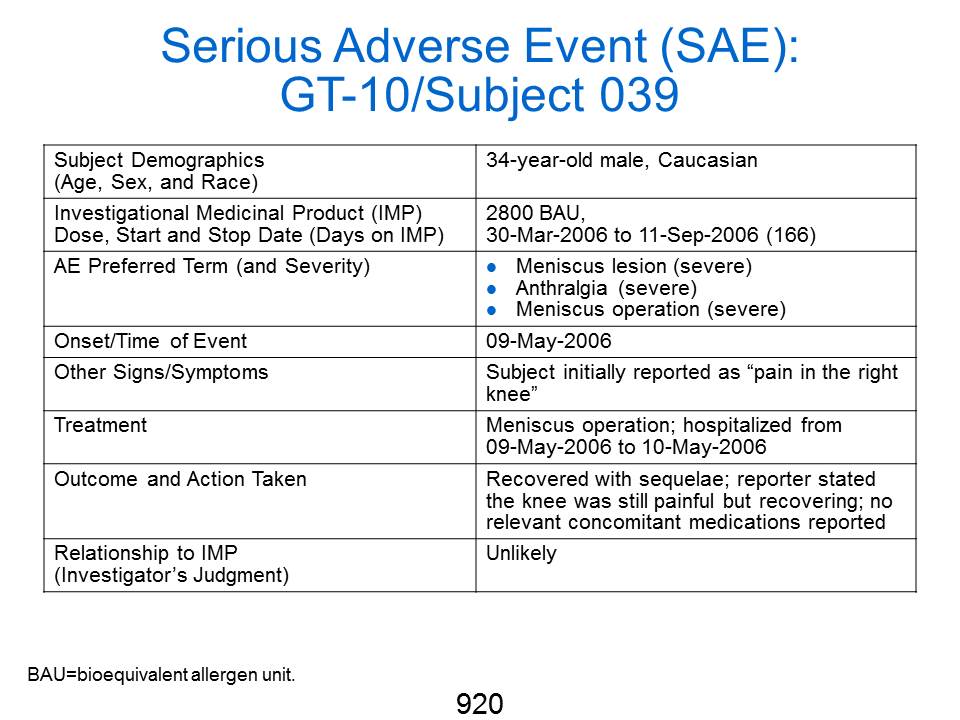 Serious Adverse Event (SAE):
GT-10/Subject 039
Subject Demographics
(Age, Sex, and Race)
34-year-old male, Caucasian
Investigational Medicinal Product (IMP)
Dose, Start and Stop Date (Days on IMP)
2800 BAU,
30-Mar-2006 to 11-Sep-2006 (166)
AE Preferred Term (and Severity)
● Meniscus lesion (severe)
● Anthralgia (severe)
● Meniscus operation (severe)
Onset/Time of Event
09-May-2006
Other Signs/Symptoms
Subject initially reported as “pain in the right
knee”
Treatment
Meniscus operation; hospitalized from
09-May-2006 to 10-May-2006
Outcome and Action Taken
Recovered with sequelae; reporter stated
the knee was still painful but recovering; no
relevant concomitant medications reported
Relationship to IMP
(Investigator’s Judgment)
Unlikely
BAU=bioequivalent allergen unit.
920